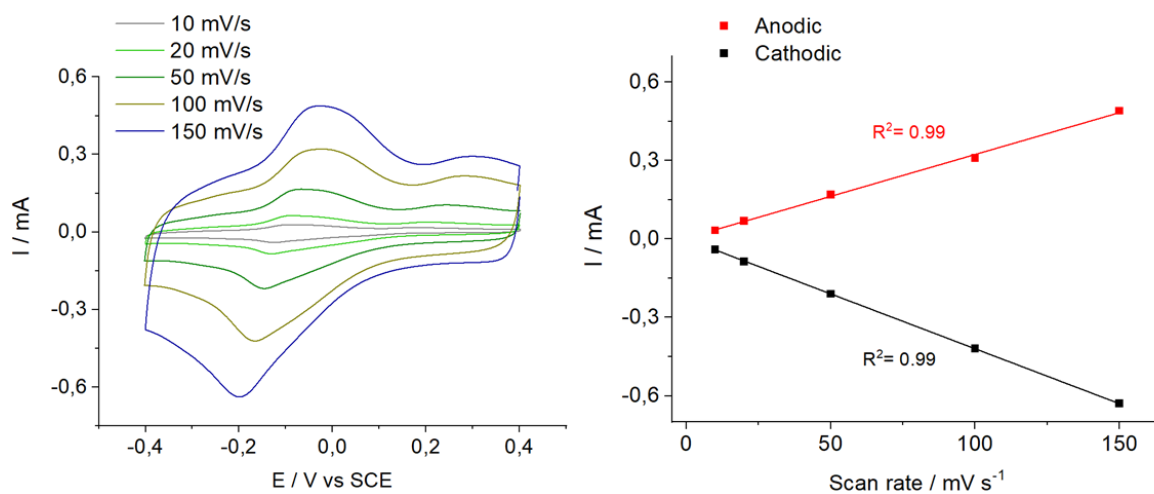 10 mV/s
20 mV/s
50 mV/s
100 mV/s
150 mV/s
0,6
0,3
0,0
-0,3
-0,6
I / mA
-0,4
-0,2
0,0
0,2
0,4
E / V vs SCE
Anodic
Cathodic
0,6
0,3
0,0
-0,3
-0,6
I / mA
R²= 0.99
R²= 0.99
0
50
100
150
Scan rate / mV s⁻¹